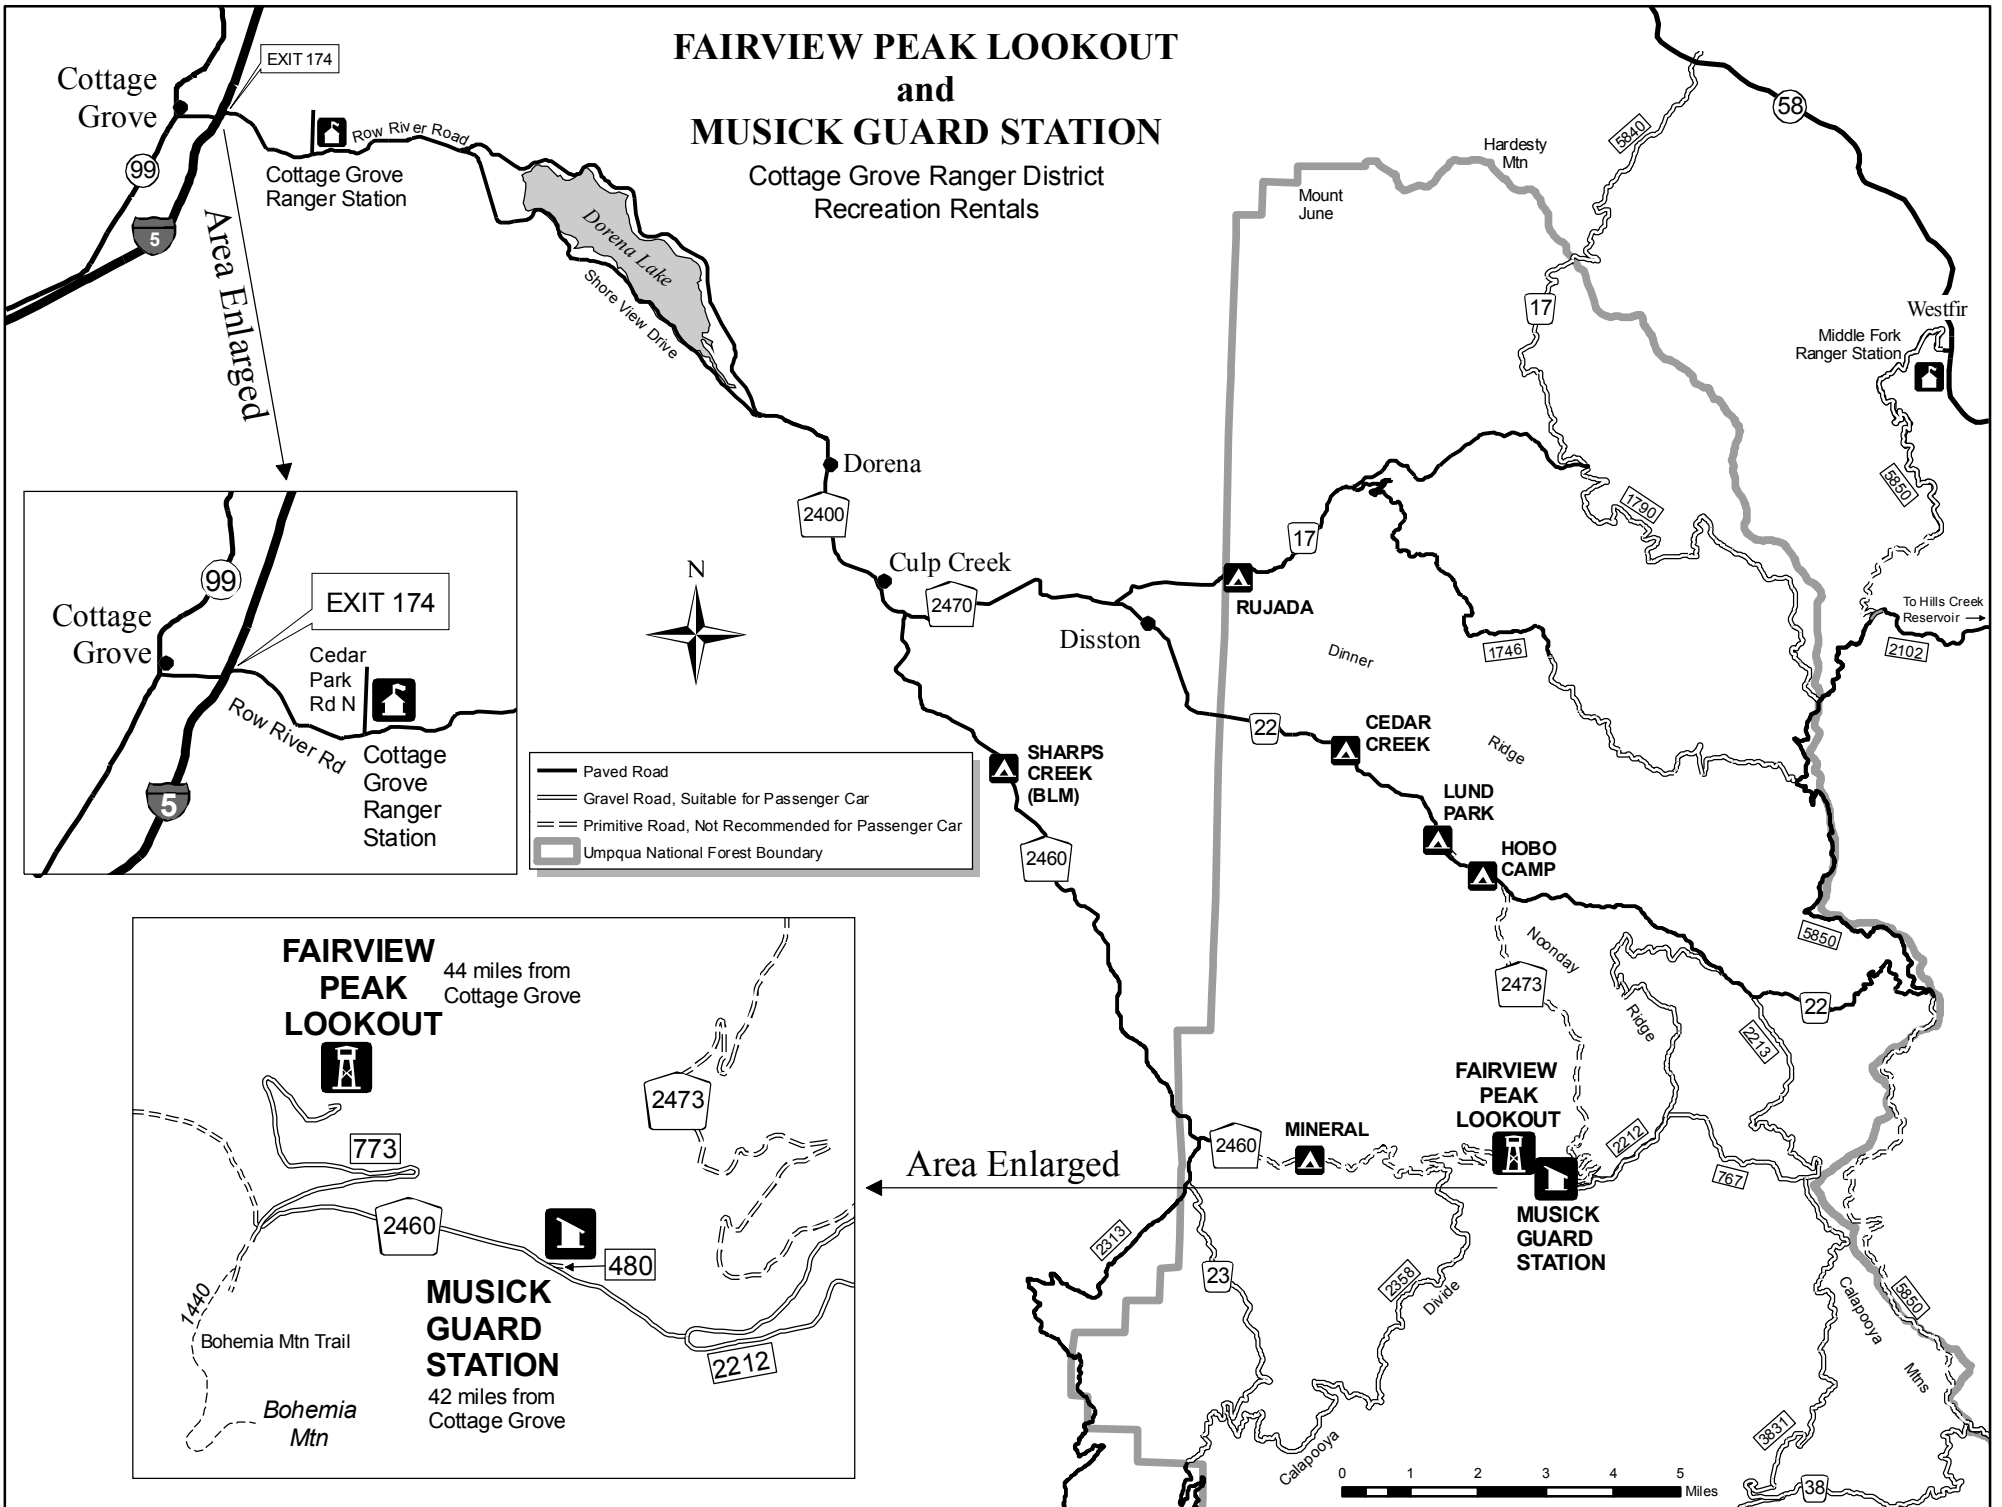 FAIRVIEW PEAK LOOKOUT
and
MUSICK GUARD STATION
Cottage Grove Ranger District
Recreation Rentals
EXIT 174
Cottage
Grove
99
5
Row River Road
Cottage Grove
Ranger Station
Area Enlarged
Dorena Lake
Shore View Drive
Dorena
2400
Culp Creek
2470
Disston
N
Hardesty
Mtn
Mount
June
5840
58
17
Westfir
Middle Fork
Ranger Station
5850
1790
17
RUJADA
To Hills Creek
Reservoir
2102
1746
Dinner
Ridge
22
CEDAR
CREEK
LUND
PARK
HOBO
CAMP
SHARPS
CREEK
(BLM)
2460
5850
Noonday
Ridge
2473
22
2213
FAIRVIEW
PEAK
LOOKOUT
2212
MINERAL
2460
767
MUSICK
GUARD
STATION
Area Enlarged
2313
23
2358
Divide
Calapooya
Calapooya
Mtns
5850
3831
38
0 1 2 3 4 5
Miles
99
Cottage
Grove
EXIT 174
Cedar
Park
Rd N
Row River Rd
Cottage
Grove
Ranger
Station
5
Paved Road
Gravel Road, Suitable for Passenger Car
Primitive Road, Not Recommended for Passenger Car
Umpqua National Forest Boundary
FAIRVIEW
PEAK
LOOKOUT
44 miles from
Cottage Grove
2473
773
2460
480
MUSICK
GUARD
STATION
42 miles from
Cottage Grove
2212
1440
Bohemia Mtn Trail
Bohemia
Mtn